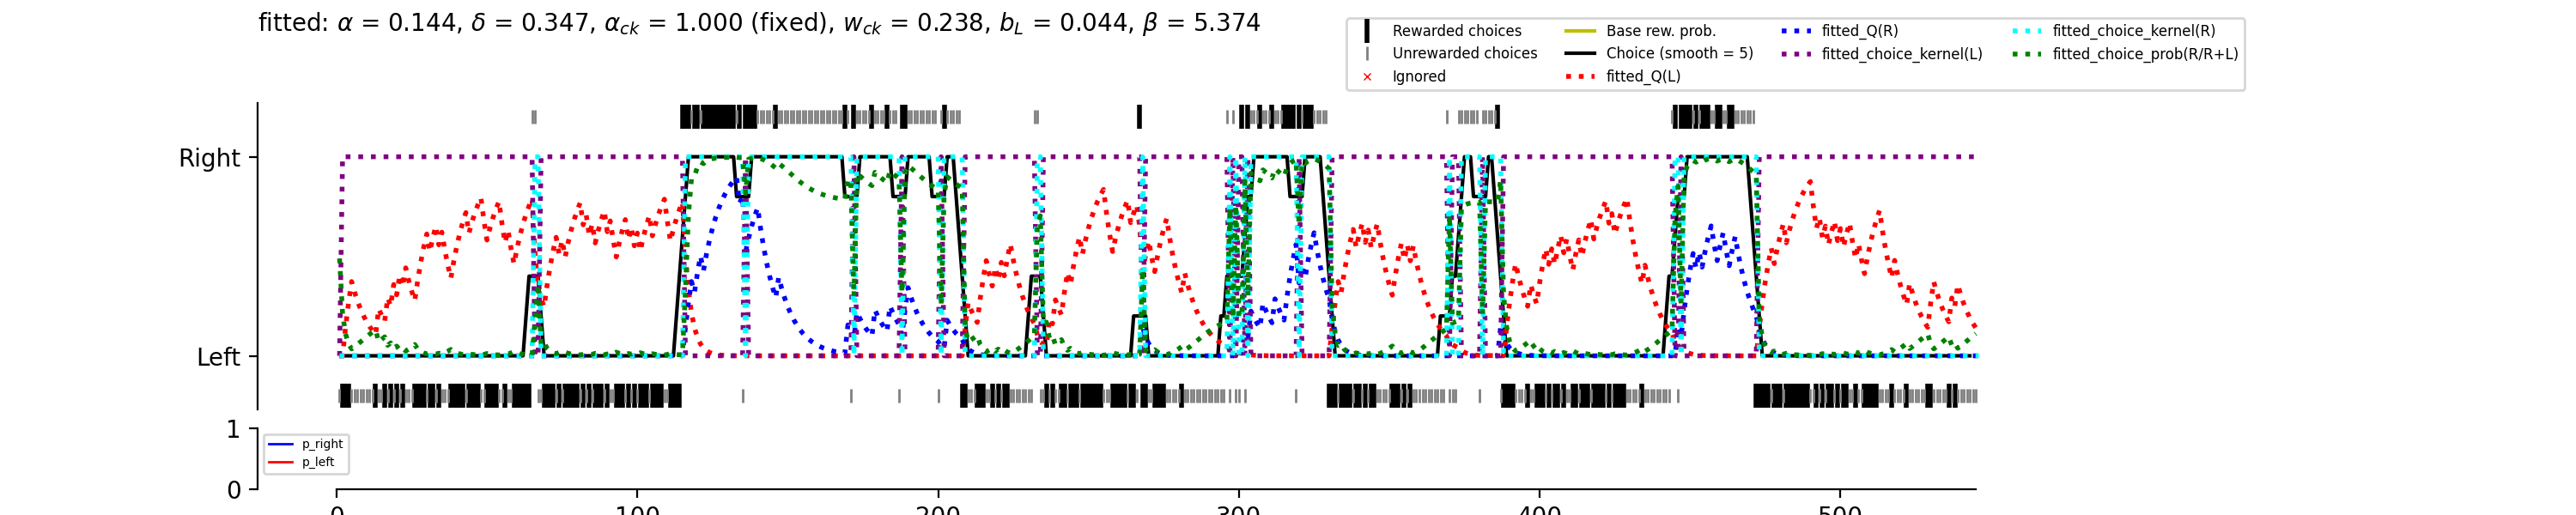 fitted: α = 0.144, δ = 0.347, α_ck = 1.000 (fixed), w_ck = 0.238, b_L = 0.044, β = 5.374
Rewarded choices
Unrewarded choices
Ignored
Base rew. prob.
Choice (smooth = 5)
fitted_Q(L)
fitted_Q(R)
fitted_choice_kernel(L)
fitted_choice_kernel(R)
fitted_choice_prob(R/R+L)
Right
Left
1
0
p_right
p_left
0 100 200 300 400 500